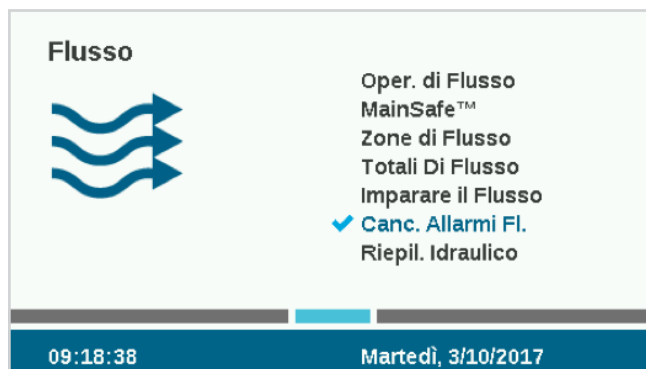 Flusso
Oper. di Flusso
MainSafe™
Zone di Flusso
Totali Di Flusso
Imparare il Flusso
Canc. Allarmi Fl.
Riepil. Idraulico
09:18:38
Martedì, 3/10/2017